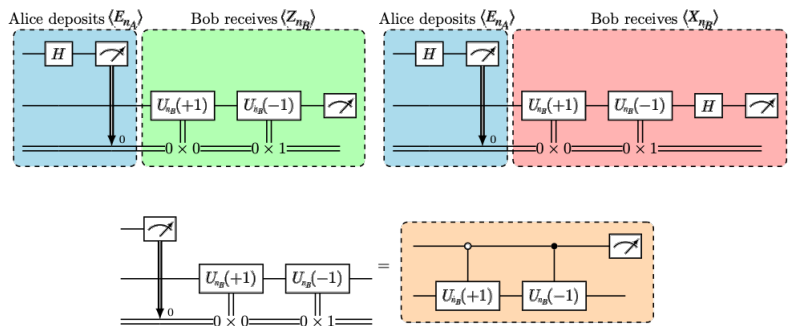 Alice deposits ⟨E_{n_A}⟩ Bob receives ⟨Z_{n_B}⟩ Alice deposits ⟨E_{n_A}⟩ Bob receives ⟨X_{n_B}⟩
H H
U_{n_B}(+1) U_{n_B}(−1) U_{n_B}(+1) U_{n_B}(−1) H
0 0
0 × 0 0 × 1 0 × 0 0 × 1
U_{n_B}(+1) U_{n_B}(−1) = U_{n_B}(+1) U_{n_B}(−1)
0
0 × 0 0 × 1